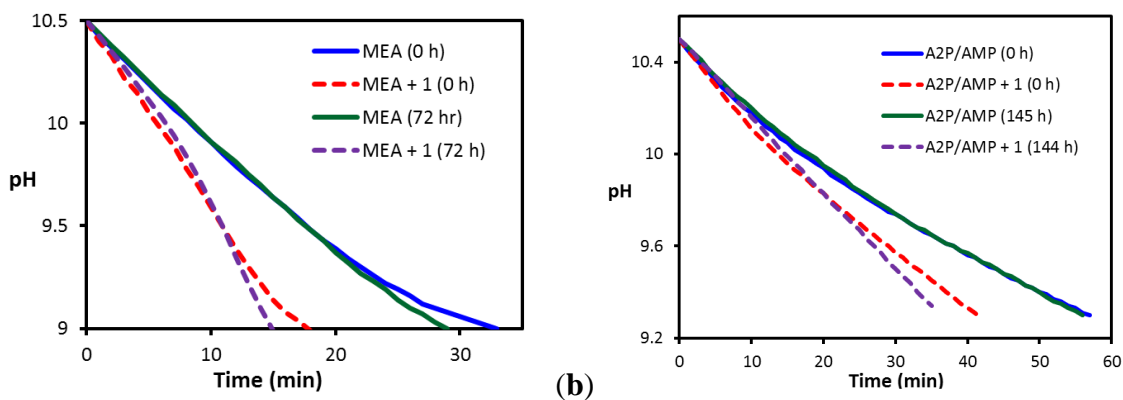 10.5
10
9.5
9
pH
0
10
20
30
Time (min)
MEA (0 h)
MEA + 1 (0 h)
MEA (72 hr)
MEA + 1 (72 h)
(b)
10.4
10
9.6
9.2
pH
0
10
20
30
40
50
60
Time (min)
A2P/AMP (0 h)
A2P/AMP + 1 (0 h)
A2P/AMP (145 h)
A2P/AMP + 1 (144 h)